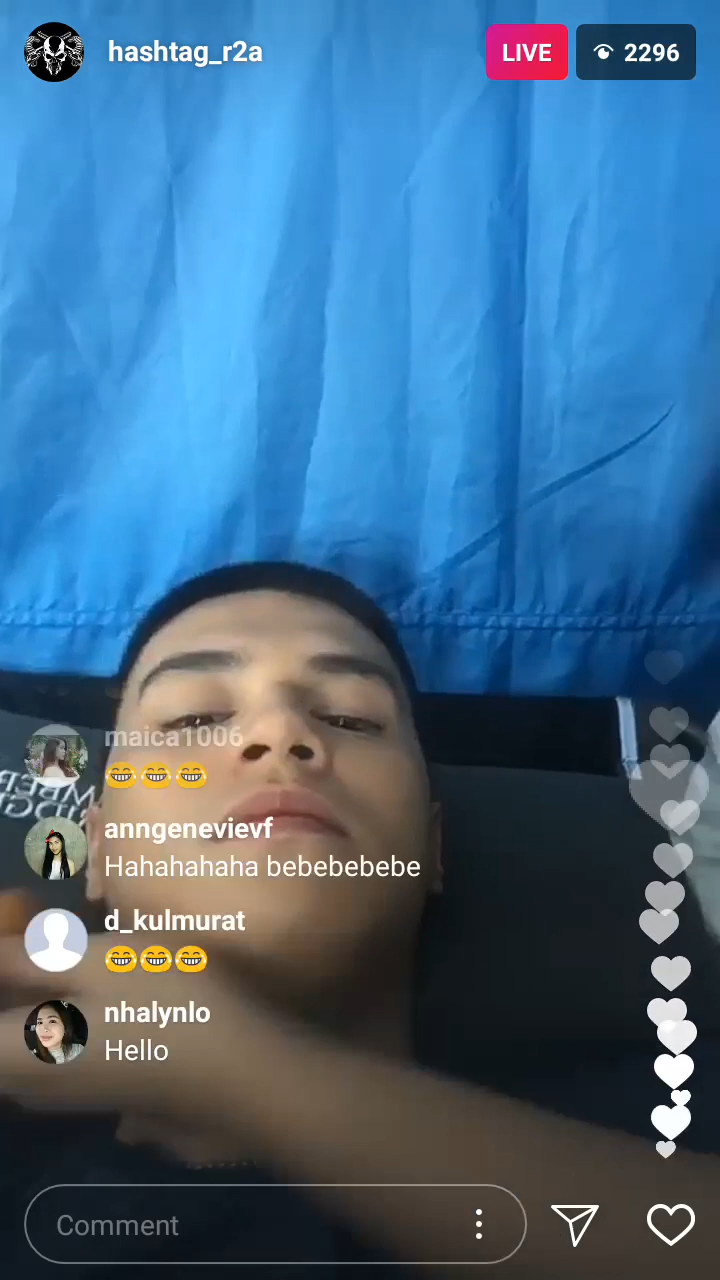 hashtag_r2a
LIVE
2296
maica1006
😂😂😂
anngenevievf
Hahahahaha bebebebebe
d_kulmurat
😂😂😂
nhalynlo
Hello
Comment